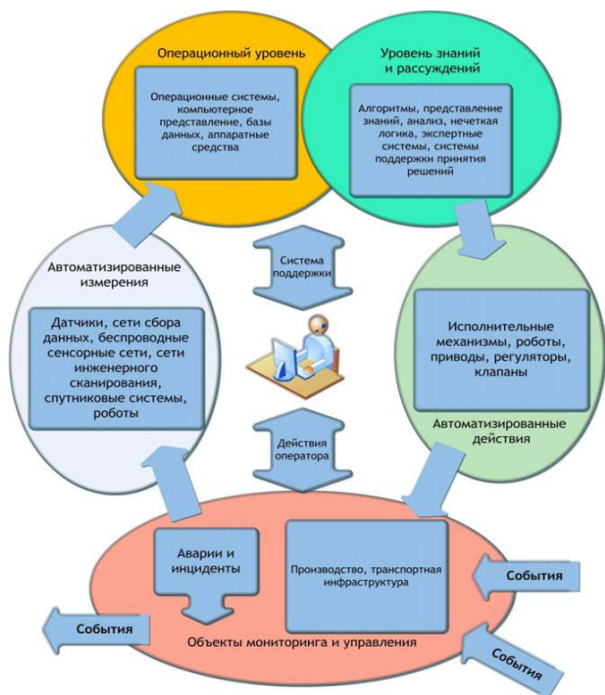 Операционный уровень
Операционные системы,
компьютерное
представление, базы
данных, аппаратные
средства
Уровень знаний
и рассуждений
Алгоритмы, представление
знаний, анализ, нечеткая
логика, экспертные
системы, системы
поддержки принятия
решений
Автоматизированные
измерения
Датчики, сети сбора
данных, беспроводные
сенсорные сети, сети
инженерного
сканирования,
спутниковые системы,
роботы
Система
поддержки
Исполнительные
механизмы, роботы,
приводы, регуляторы,
клапаны
Автоматизированные
действия
Действия
оператора
Аварии и
инциденты
Производство, транспортная
инфраструктура
События
События
Объекты мониторинга и управления
События